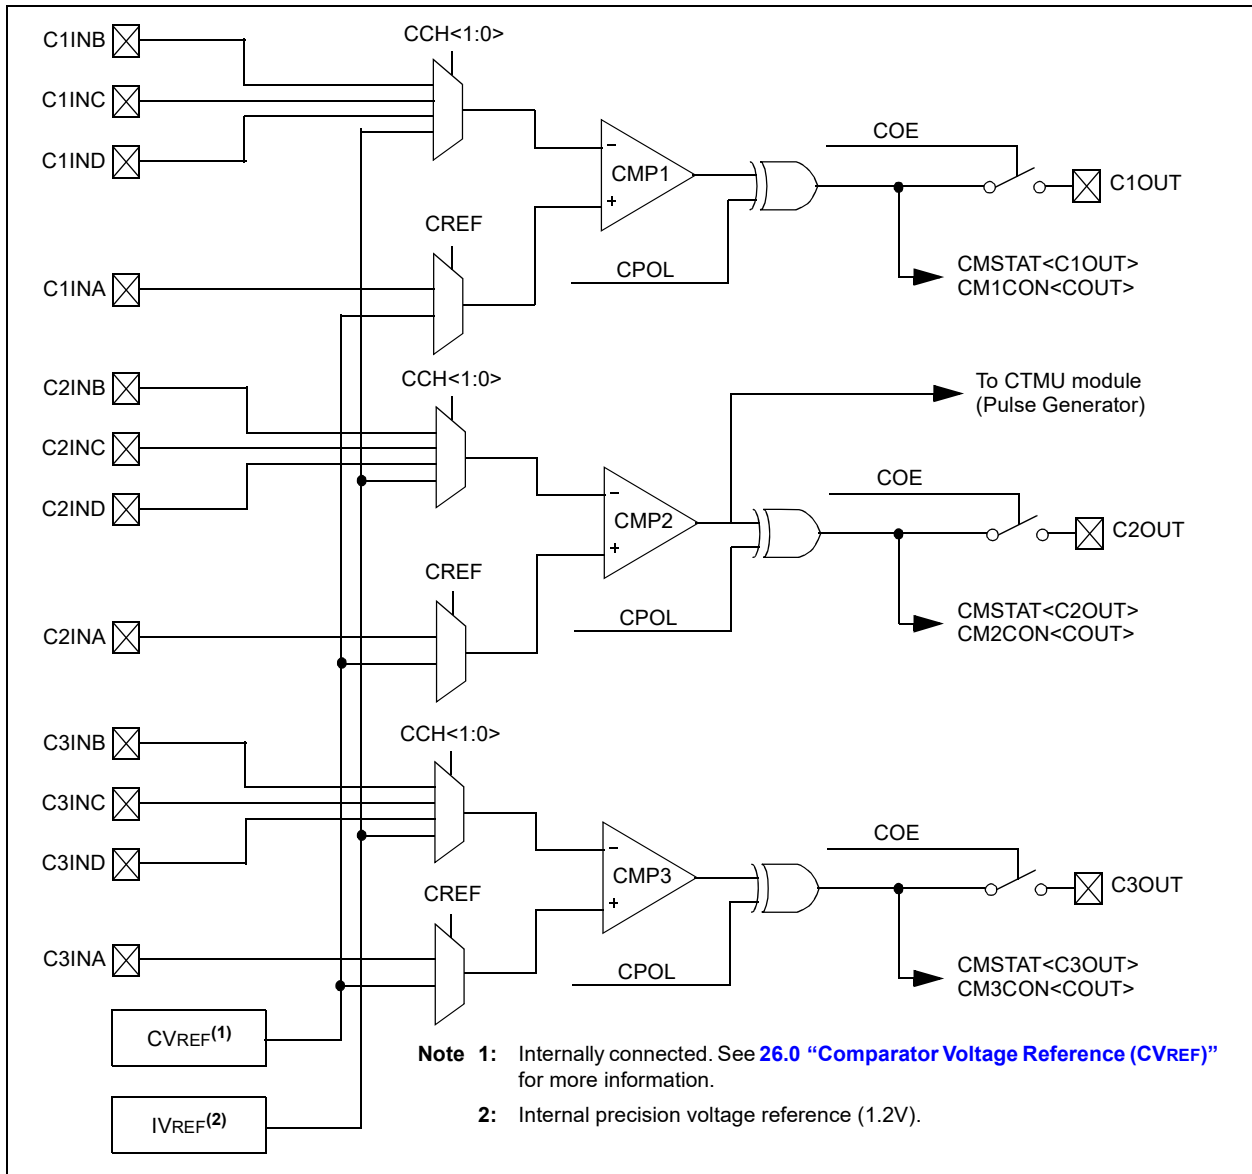 C1INB
CCH<1:0>
C1INC
COE
C1IND
−
CMP1
C1OUT
+
CREF
CPOL
CMSTAT<C1OUT>
CM1CON<COUT>
C1INA
C2INB
CCH<1:0>
To CTMU module
(Pulse Generator)
C2INC
COE
C2IND
−
CMP2
C2OUT
+
CREF
CPOL
CMSTAT<C2OUT>
CM2CON<COUT>
C2INA
C3INB
CCH<1:0>
C3INC
COE
C3IND
−
CMP3
C3OUT
+
CREF
CPOL
CMSTAT<C3OUT>
CM3CON<COUT>
C3INA
CVREF(1)
IVREF(2)
Note 1: Internally connected. See 26.0 “Comparator Voltage Reference (CVREF)”
for more information.
2: Internal precision voltage reference (1.2V).